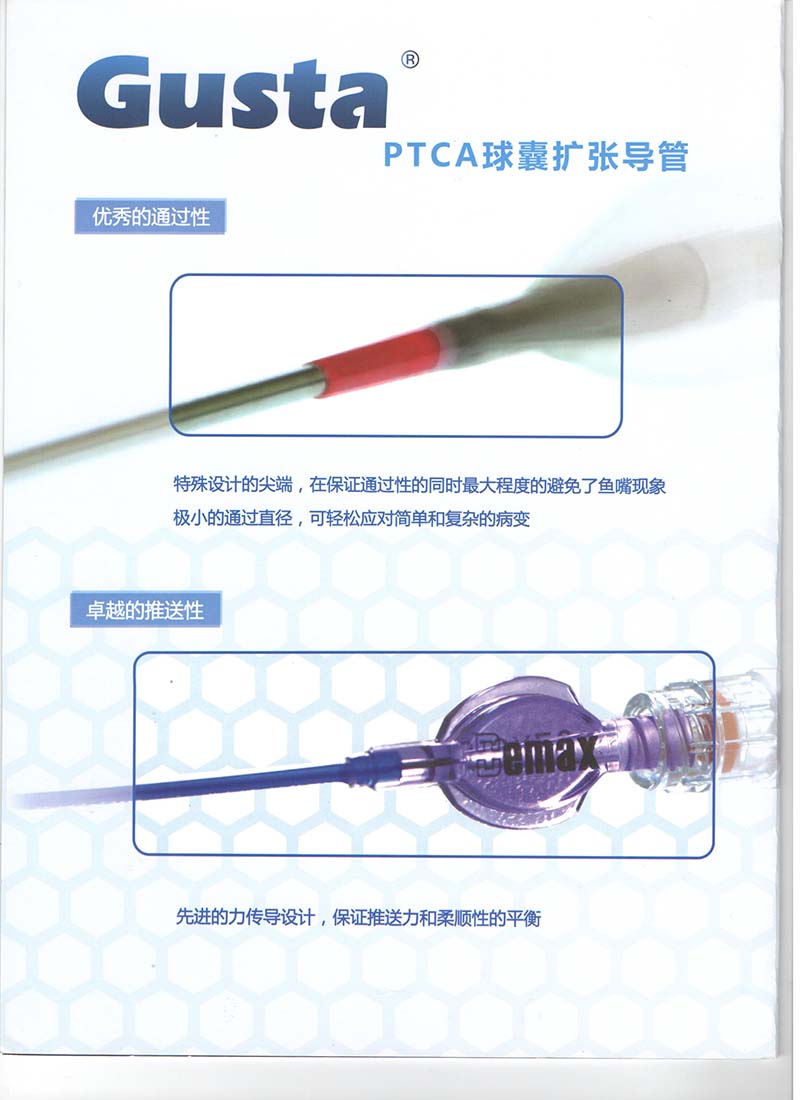 Gusta®
PTCA球囊扩张导管
优秀的通过性
特殊设计的尖端，在保证通过性的同时最大程度的避免了鱼嘴现象
极小的通过直径，可轻松应对简单和复杂的病变
卓越的推送性
Demax
先进的力传导设计，保证推送力和柔顺性的平衡